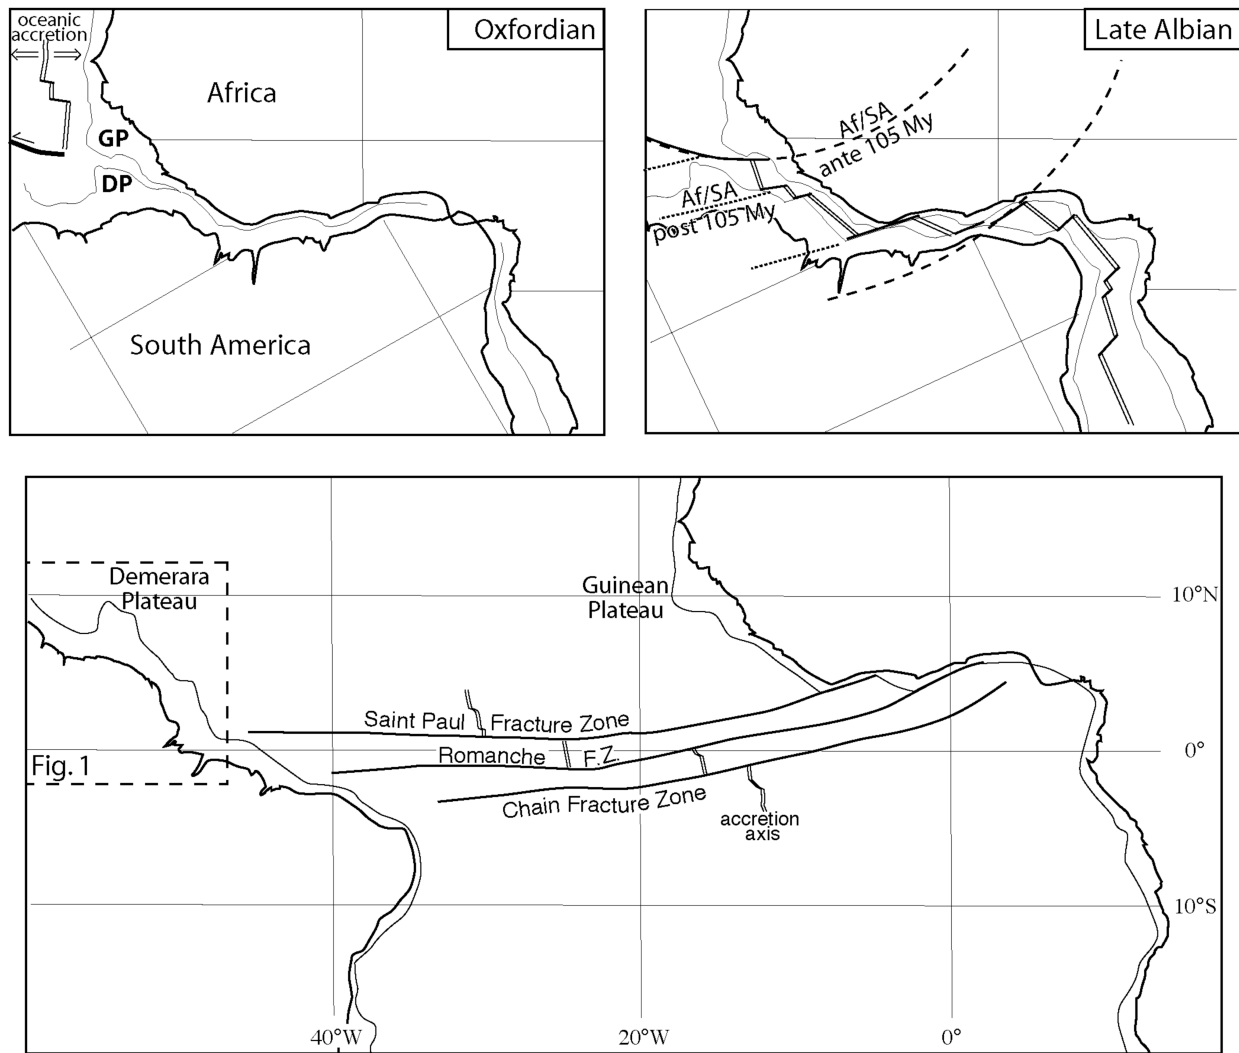 oceanic
accretion
Oxfordian
Africa
GP
DP
South America
Late Albian
Af/SA
ante 105 My
Af/SA
post 105 My
Demerara
Plateau
Guinean
Plateau
10°N
Saint Paul Fracture Zone
Romanche F.Z.
0°
Fig. 1
Chain Fracture Zone
accretion
axis
10°S
40°W
20°W
0°